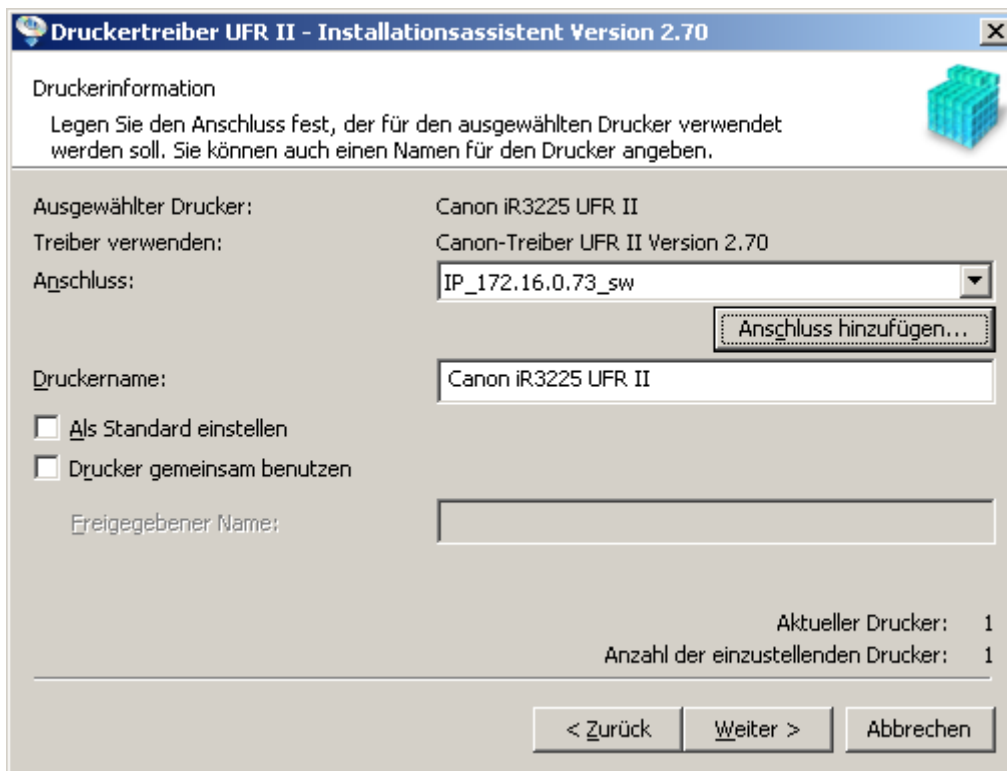 Druckertreiber UFR II - Installationsassistent Version 2.70
Druckerinformation
Legen Sie den Anschluss fest, der für den ausgewählten Drucker verwendet
werden soll. Sie können auch einen Namen für den Drucker angeben.
Ausgewählter Drucker: Canon iR3225 UFR II
Treiber verwenden: Canon-Treiber UFR II Version 2.70
Anschluss: IP_172.16.0.73_sw
Anschluss hinzufügen...
Druckername: Canon iR3225 UFR II
Als Standard einstellen
Drucker gemeinsam benutzen
Freigegebener Name:
Aktueller Drucker: 1
Anzahl der einzustellenden Drucker: 1
< Zurück Weiter > Abbrechen